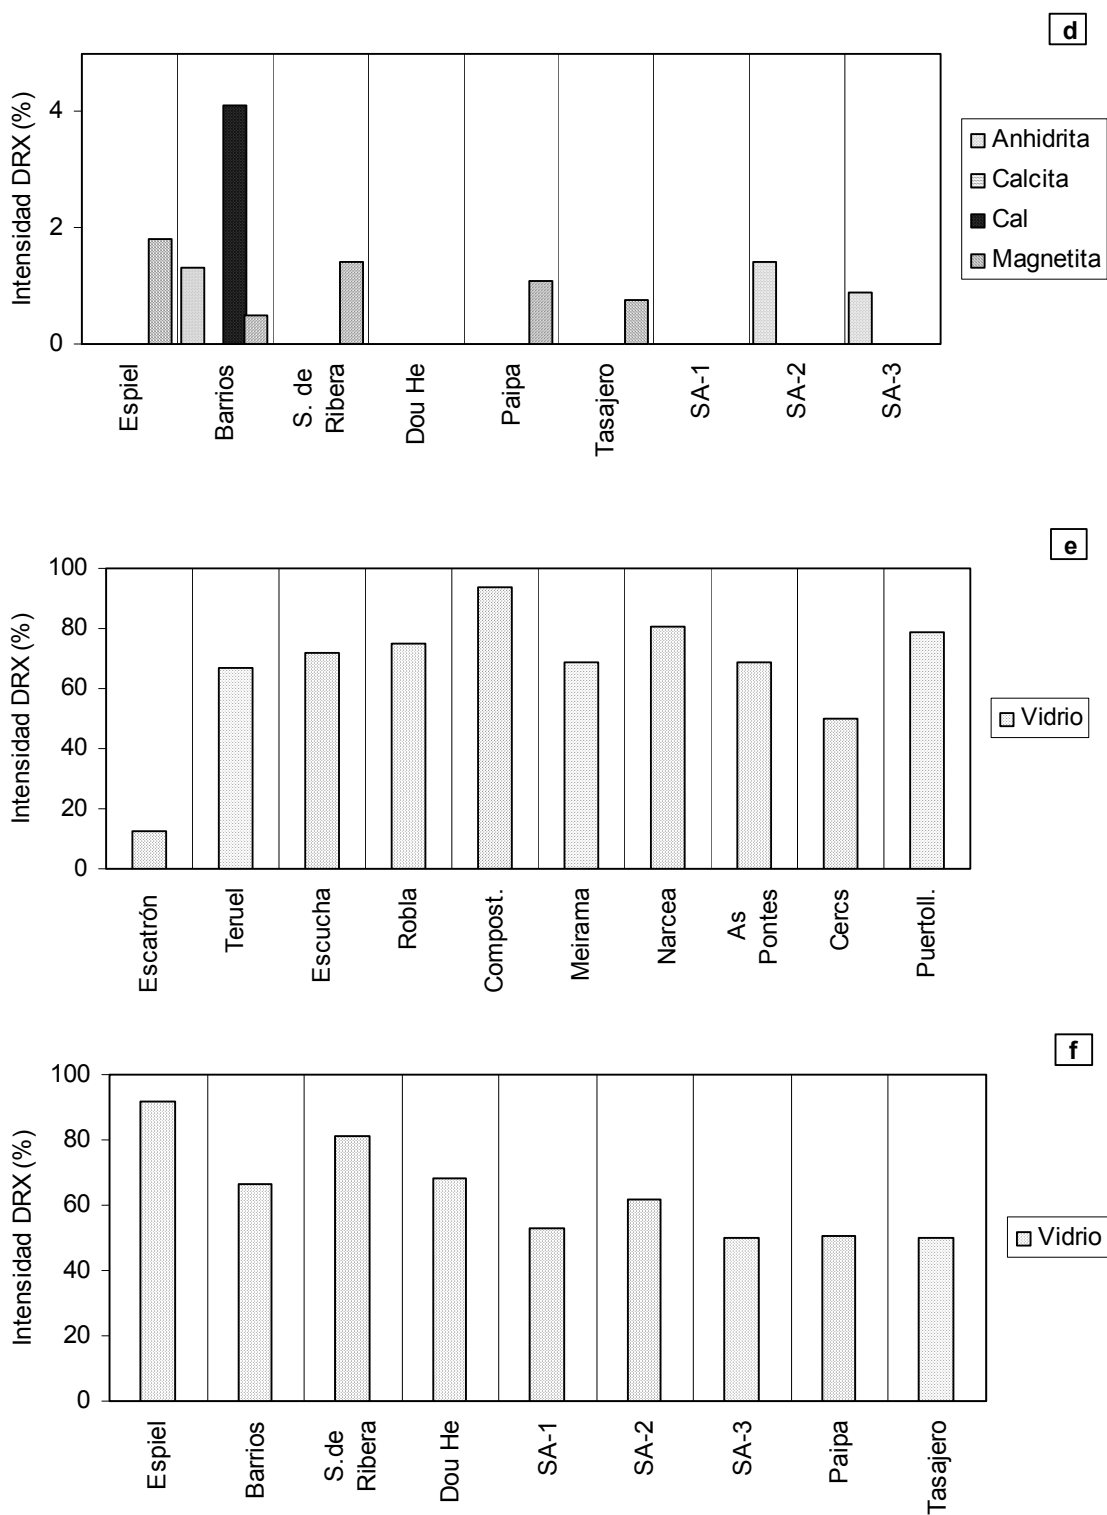 d
Intensidad DRX (%)
4
2
0
Anhidrita
Calcita
Cal
Magnetita
Espiel
Barrios
S. de
Ribera
Dou He
Paipa
Tasajero
SA-1
SA-2
SA-3
e
Intensidad DRX (%)
100
80
60
40
20
0
Vidrio
Escatrón
Teruel
Escucha
Robla
Compost.
Meirama
Narcea
As
Pontes
Cercs
Puertoll.
f
Intensidad DRX (%)
100
80
60
40
20
0
Vidrio
Espiel
Barrios
S.de
Ribera
Dou He
SA-1
SA-2
SA-3
Paipa
Tasajero